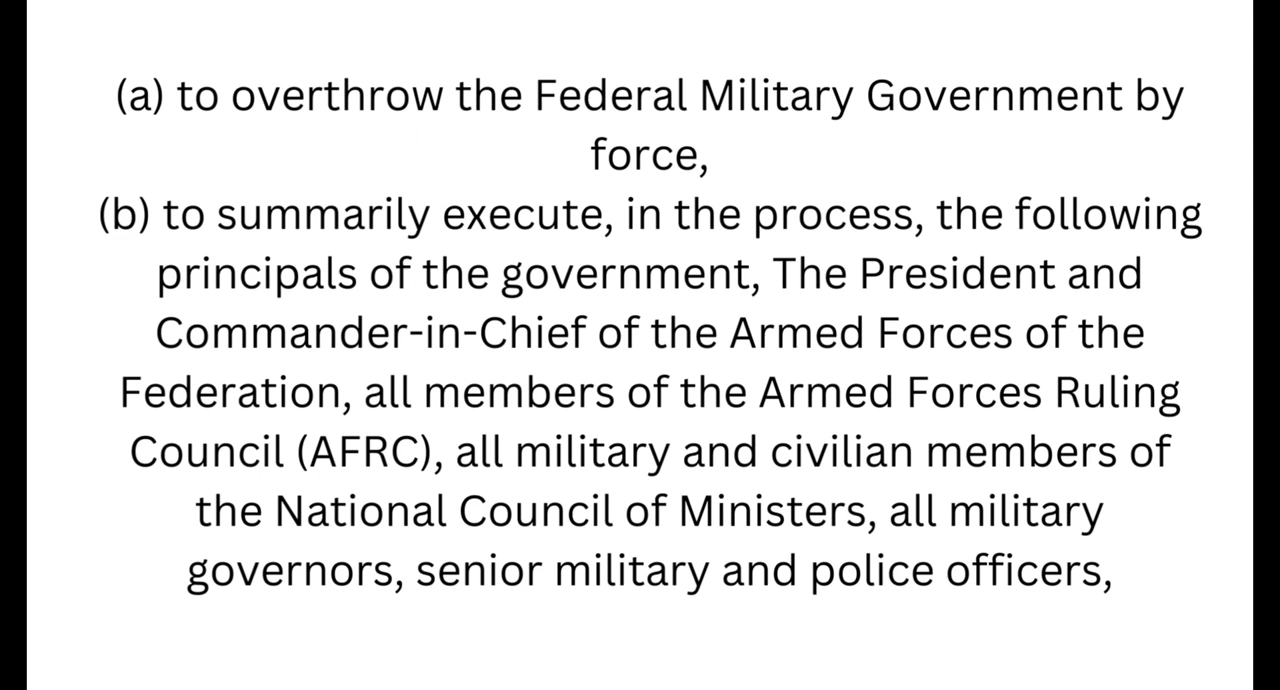 (a) to overthrow the Federal Military Government by
force,
(b) to summarily execute, in the process, the following
principals of the government, The President and
Commander-in-Chief of the Armed Forces of the
Federation, all members of the Armed Forces Ruling
Council (AFRC), all military and civilian members of
the National Council of Ministers, all military
governors, senior military and police officers,